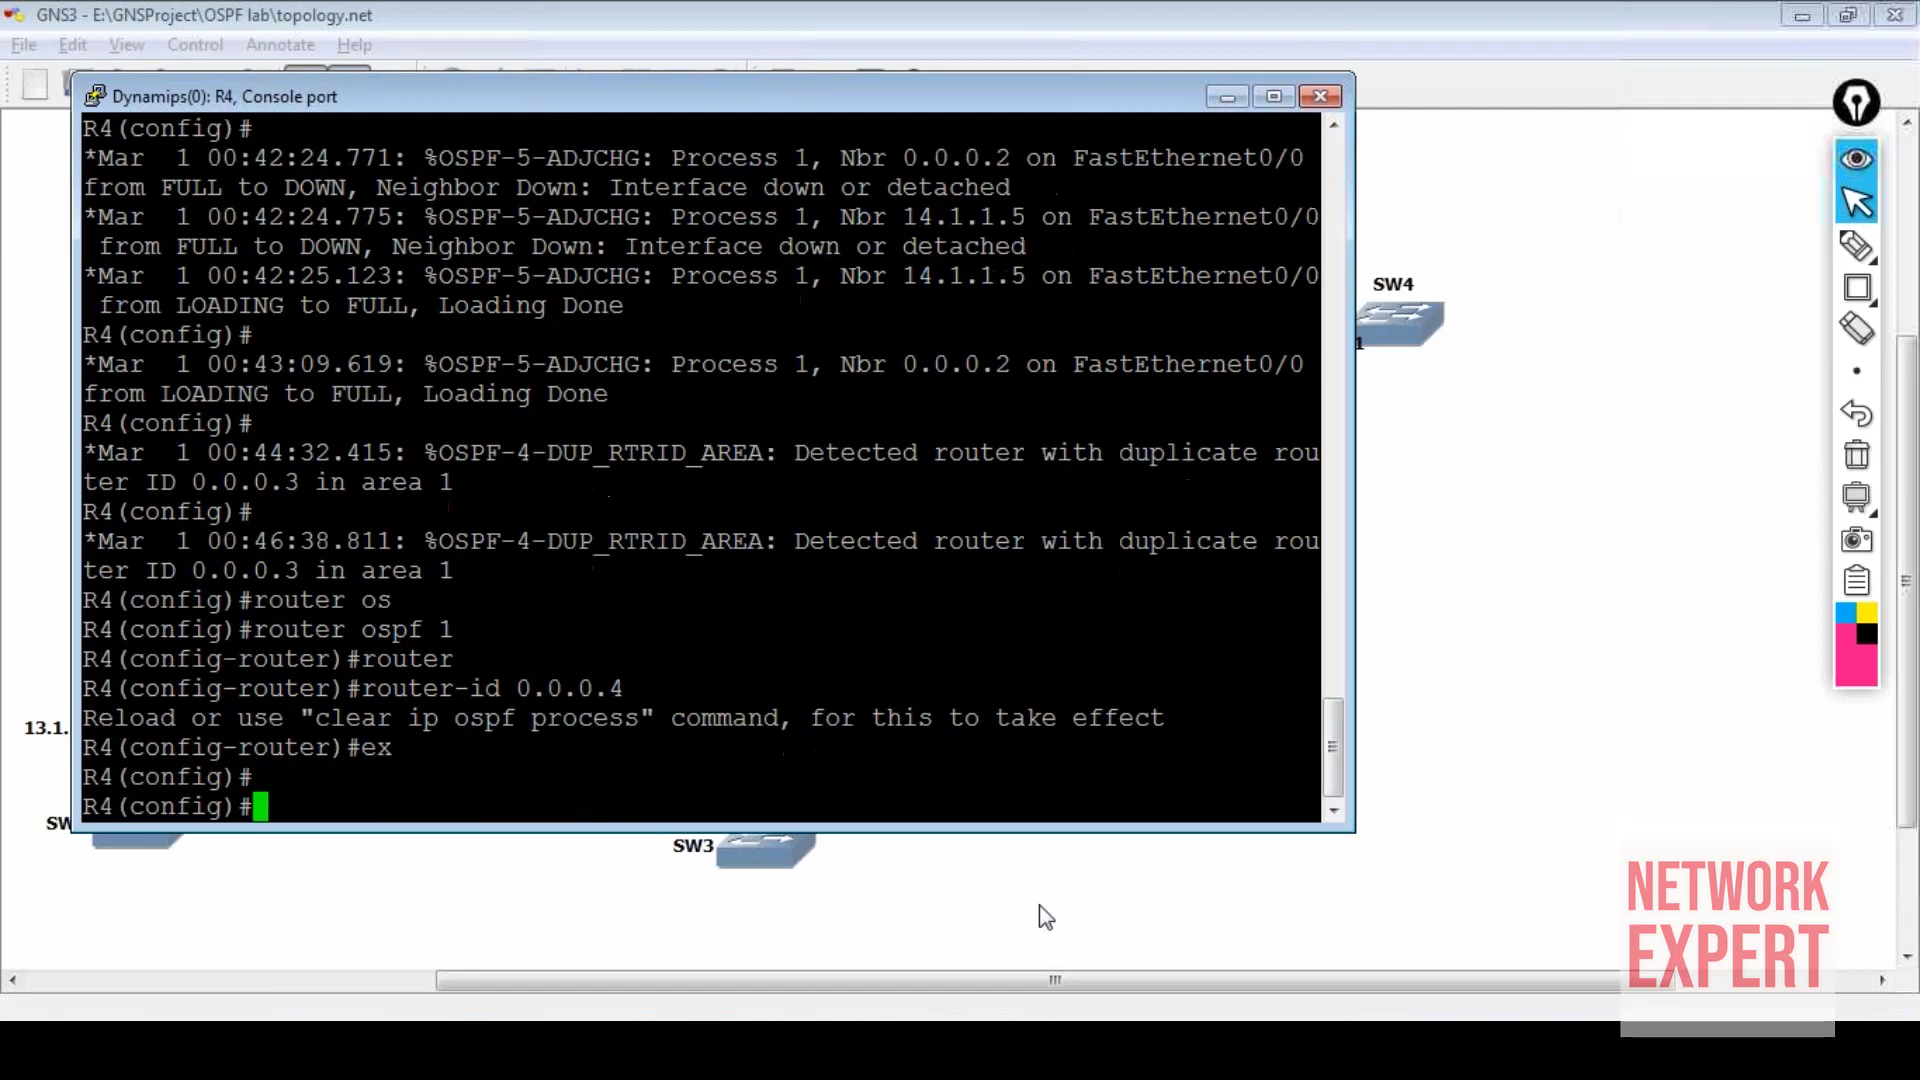 GNS3 - E:\GNSProject\OSPF lab\topology.net
File Edit View Control Annotate Help
Dynamips(0): R4, Console port
R4(config)#
*Mar  1 00:42:24.771: %OSPF-5-ADJCHG: Process 1, Nbr 0.0.0.2 on FastEthernet0/0
from FULL to DOWN, Neighbor Down: Interface down or detached
*Mar  1 00:42:24.775: %OSPF-5-ADJCHG: Process 1, Nbr 14.1.1.5 on FastEthernet0/0
 from FULL to DOWN, Neighbor Down: Interface down or detached
*Mar  1 00:42:25.123: %OSPF-5-ADJCHG: Process 1, Nbr 14.1.1.5 on FastEthernet0/0
 from LOADING to FULL, Loading Done
R4(config)#
*Mar  1 00:43:09.619: %OSPF-5-ADJCHG: Process 1, Nbr 0.0.0.2 on FastEthernet0/0
from LOADING to FULL, Loading Done
R4(config)#
*Mar  1 00:44:32.415: %OSPF-4-DUP_RTRID_AREA: Detected router with duplicate rou
ter ID 0.0.0.3 in area 1
R4(config)#
*Mar  1 00:46:38.811: %OSPF-4-DUP_RTRID_AREA: Detected router with duplicate rou
ter ID 0.0.0.3 in area 1
R4(config)#router os
R4(config)#router ospf 1
R4(config-router)#router
R4(config-router)#router-id 0.0.0.4
Reload or use "clear ip ospf process" command, for this to take effect
R4(config-router)#ex
R4(config)#
R4(config)#
SW4
1
13.1.
SW
SW3
NETWORK
EXPERT